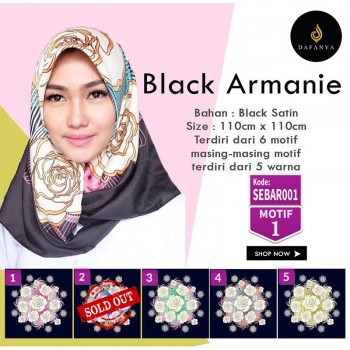 DAFANYA
Black Armanie
Bahan : Black Satin
Size : 110cm x 110cm
Terdiri dari 6 motif
masing-masing motif
terdiri dari 5 warna
Kode:
SEBAR001
MOTIF
1
SHOP NOW
1 2 3 4 5
SOLD OUT